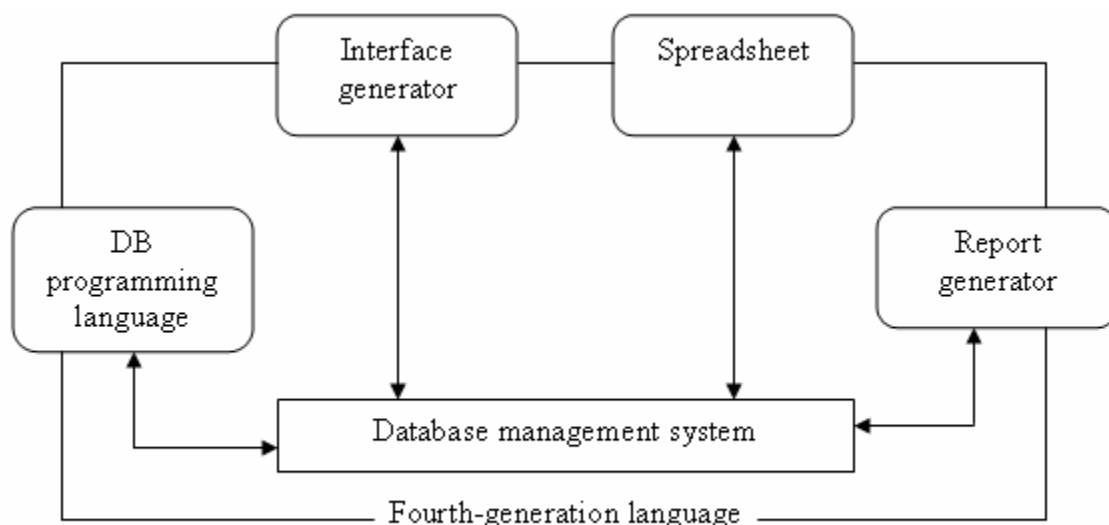 Interface
generator
Spreadsheet
DB
programming
language
Report
generator
Database management system
Fourth-generation language